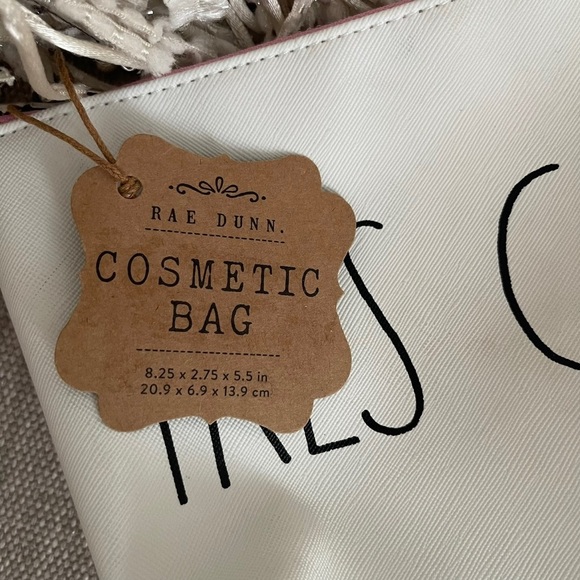 RAE DUNN.
COSMETIC
BAG
8.25 x 2.75 x 5.5 in
20.9 x 6.9 x 13.9 cm